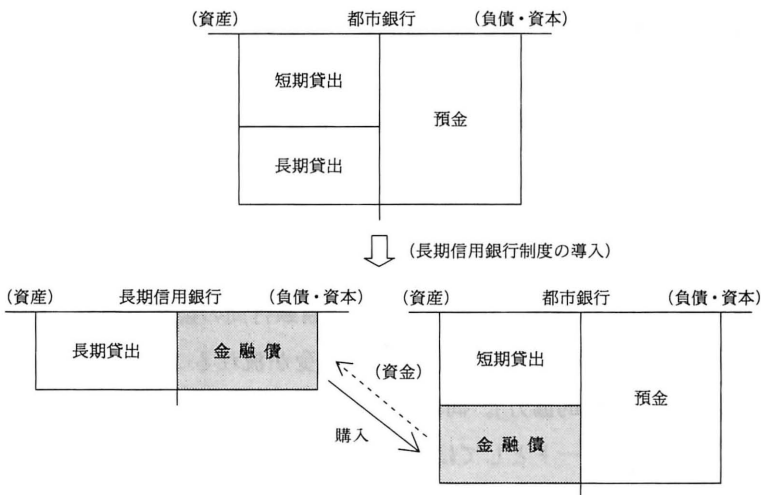 （資産） 都市銀行 （負債・資本）
短期貸出
預金
長期貸出
（長期信用銀行制度の導入）
（資産） 長期信用銀行 （負債・資本）
長期貸出 金融債
（資産） 都市銀行 （負債・資本）
短期貸出
（資金）
預金
購入
金融債